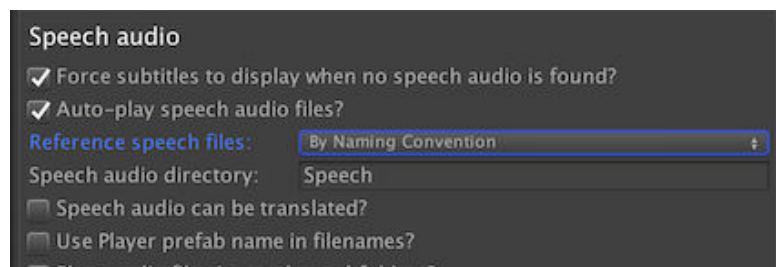 Speech audio
Force subtitles to display when no speech audio is found?
Auto-play speech audio files?
Reference speech files: By Naming Convention
Speech audio directory: Speech
Speech audio can be translated?
Use Player prefab name in filenames?